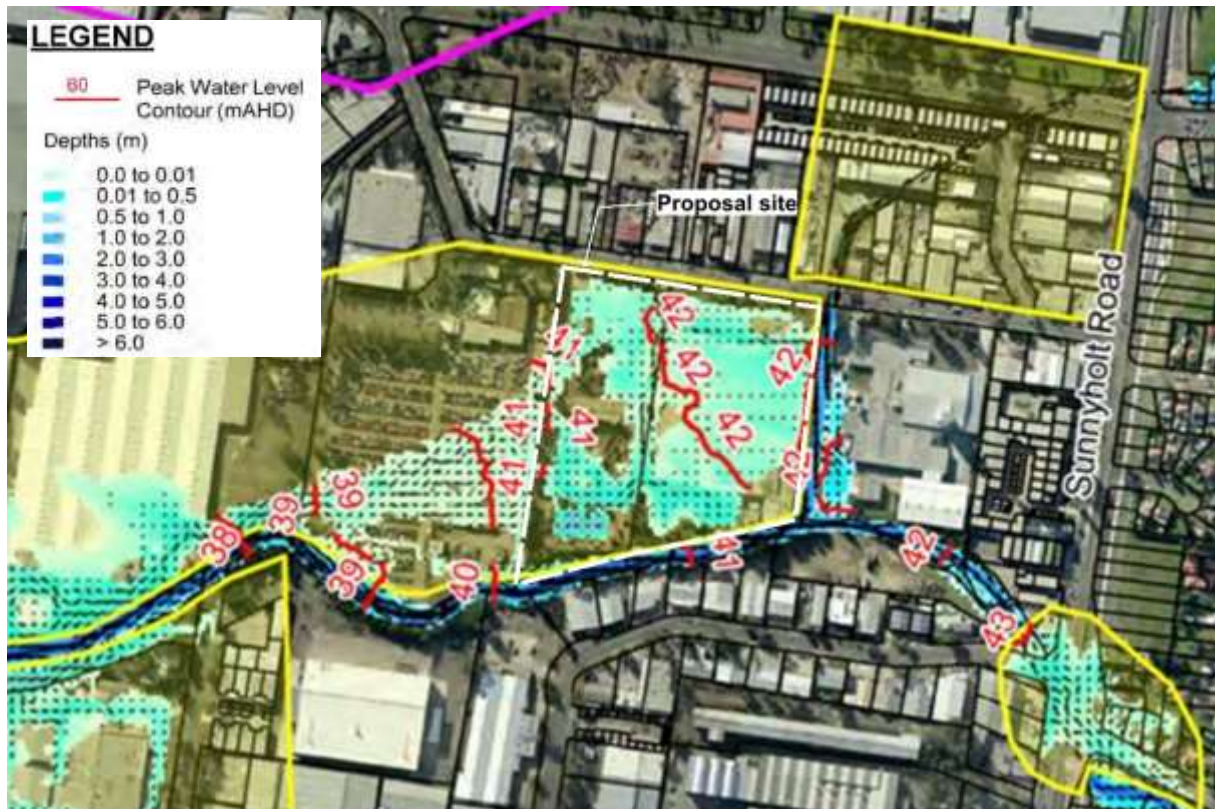 LEGEND
60 Peak Water Level
Contour (mAHD)
Depths (m)
0.0 to 0.01
0.01 to 0.5
0.5 to 1.0
1.0 to 2.0
2.0 to 3.0
3.0 to 4.0
4.0 to 5.0
5.0 to 6.0
> 6.0
Proposal site
Sunnyholt Road
42
41
42
42
41
41
42
41
42
39
39
38
39
40
41
42
43